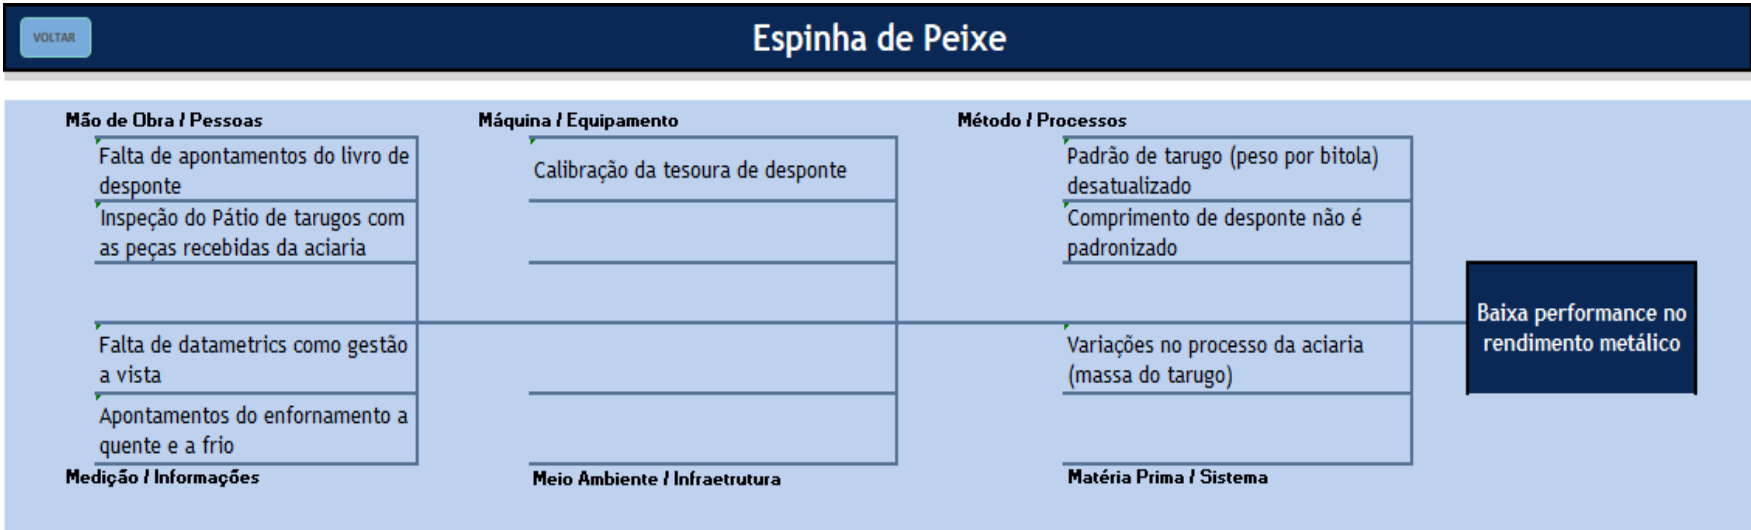 VOLTAR
Espinha de Peixe
Mão de Obra / Pessoas
Falta de apontamentos do livro de
desponte
Inspeção do Pátio de tarugos com
as peças recebidas da aciaria
Máquina / Equipamento
Calibração da tesoura de desponte
Método / Processos
Padrão de tarugo (peso por bitola)
desatualizado
Comprimento de desponte não é
padronizado
Baixa performance no
rendimento metálico
Falta de datametrics como gestão
a vista
Apontamentos do enfornamento a
quente e a frio
Medição / Informações
Meio Ambiente / Infraetrutura
Variações no processo da aciaria
(massa do tarugo)
Matéria Prima / Sistema